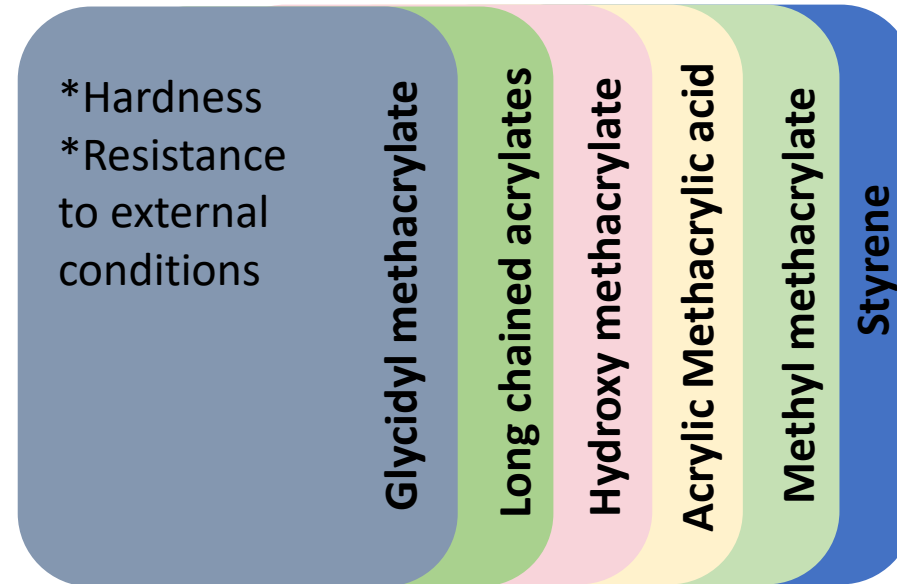 *Hardness
*Resistance
to external
conditions
Glycidyl methacrylate
Long chained acrylates
Hydroxy methacrylate
Acrylic Methacrylic acid
Methyl methacrylate
Styrene